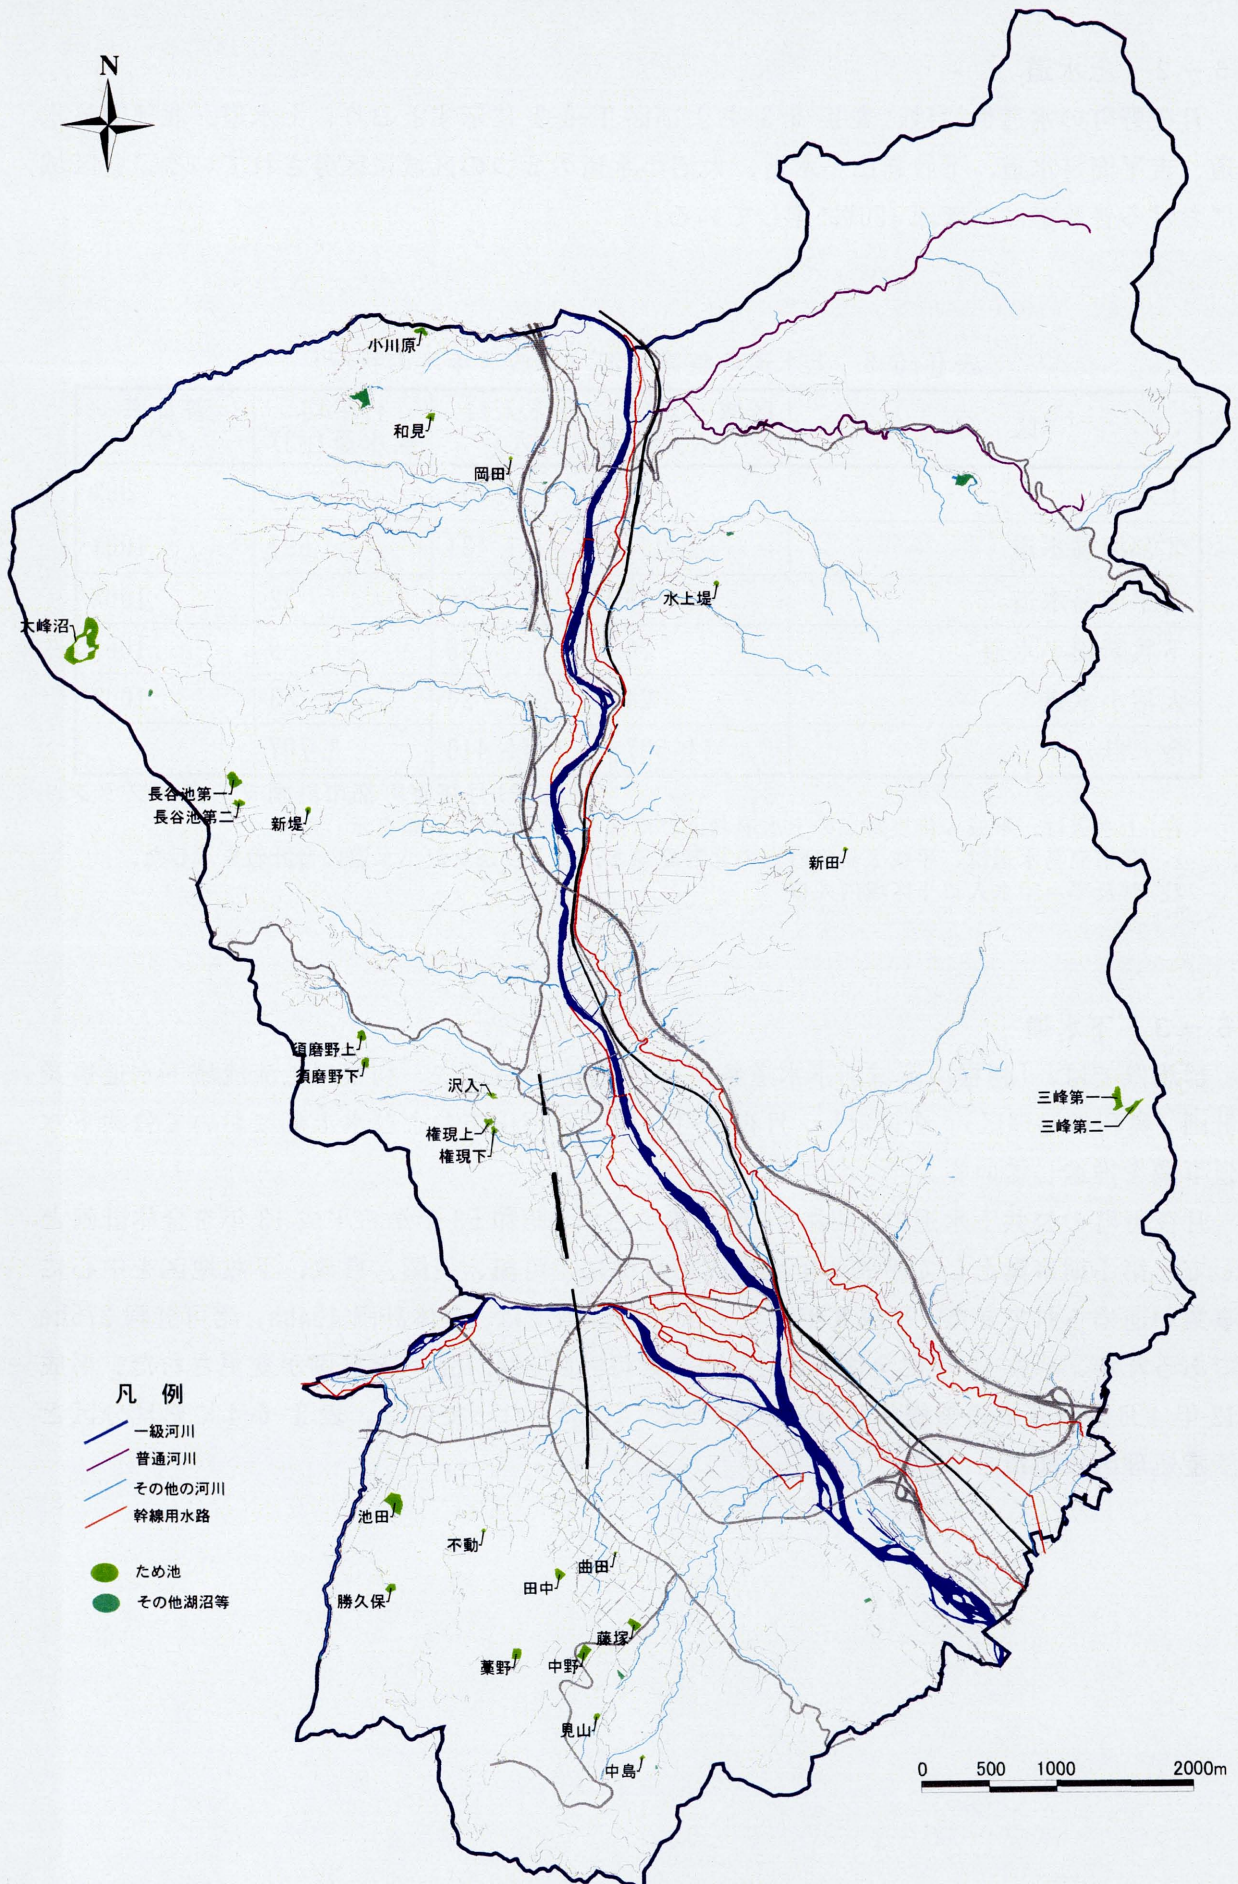 N
小川原
和見
岡田
水上堤
大峰沼
長谷池第一
長谷池第二
新堤
新田
須磨野上
須磨野下
沢入
権現上
権現下
三峰第一
三峰第二
凡 例
一級河川
普通河川
その他の河川
幹線用水路
ため池
その他湖沼等
池田
不動
曲田
田中
勝久保
藤塚
藁野
中野
見山
中島
0 500 1000 2000m